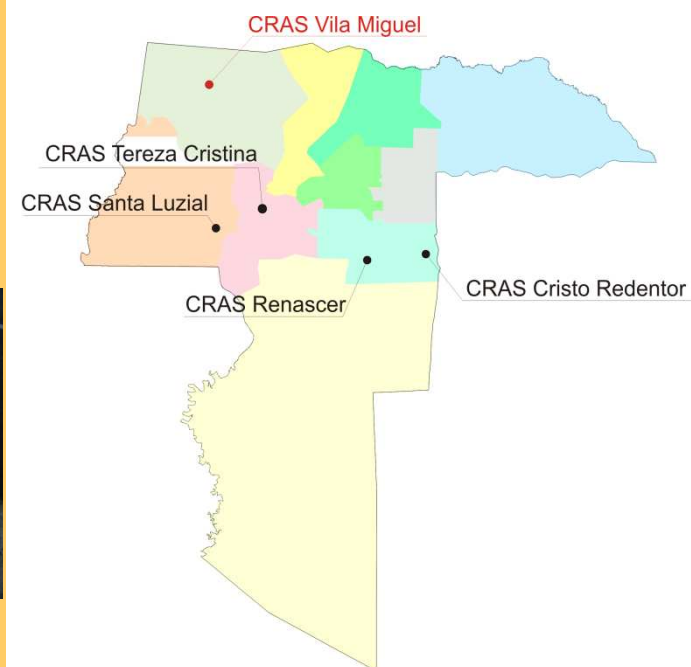 CRAS Vila Miguel
CRAS Tereza Cristina
CRAS Santa Luzial
CRAS Renascer
CRAS Cristo Redentor